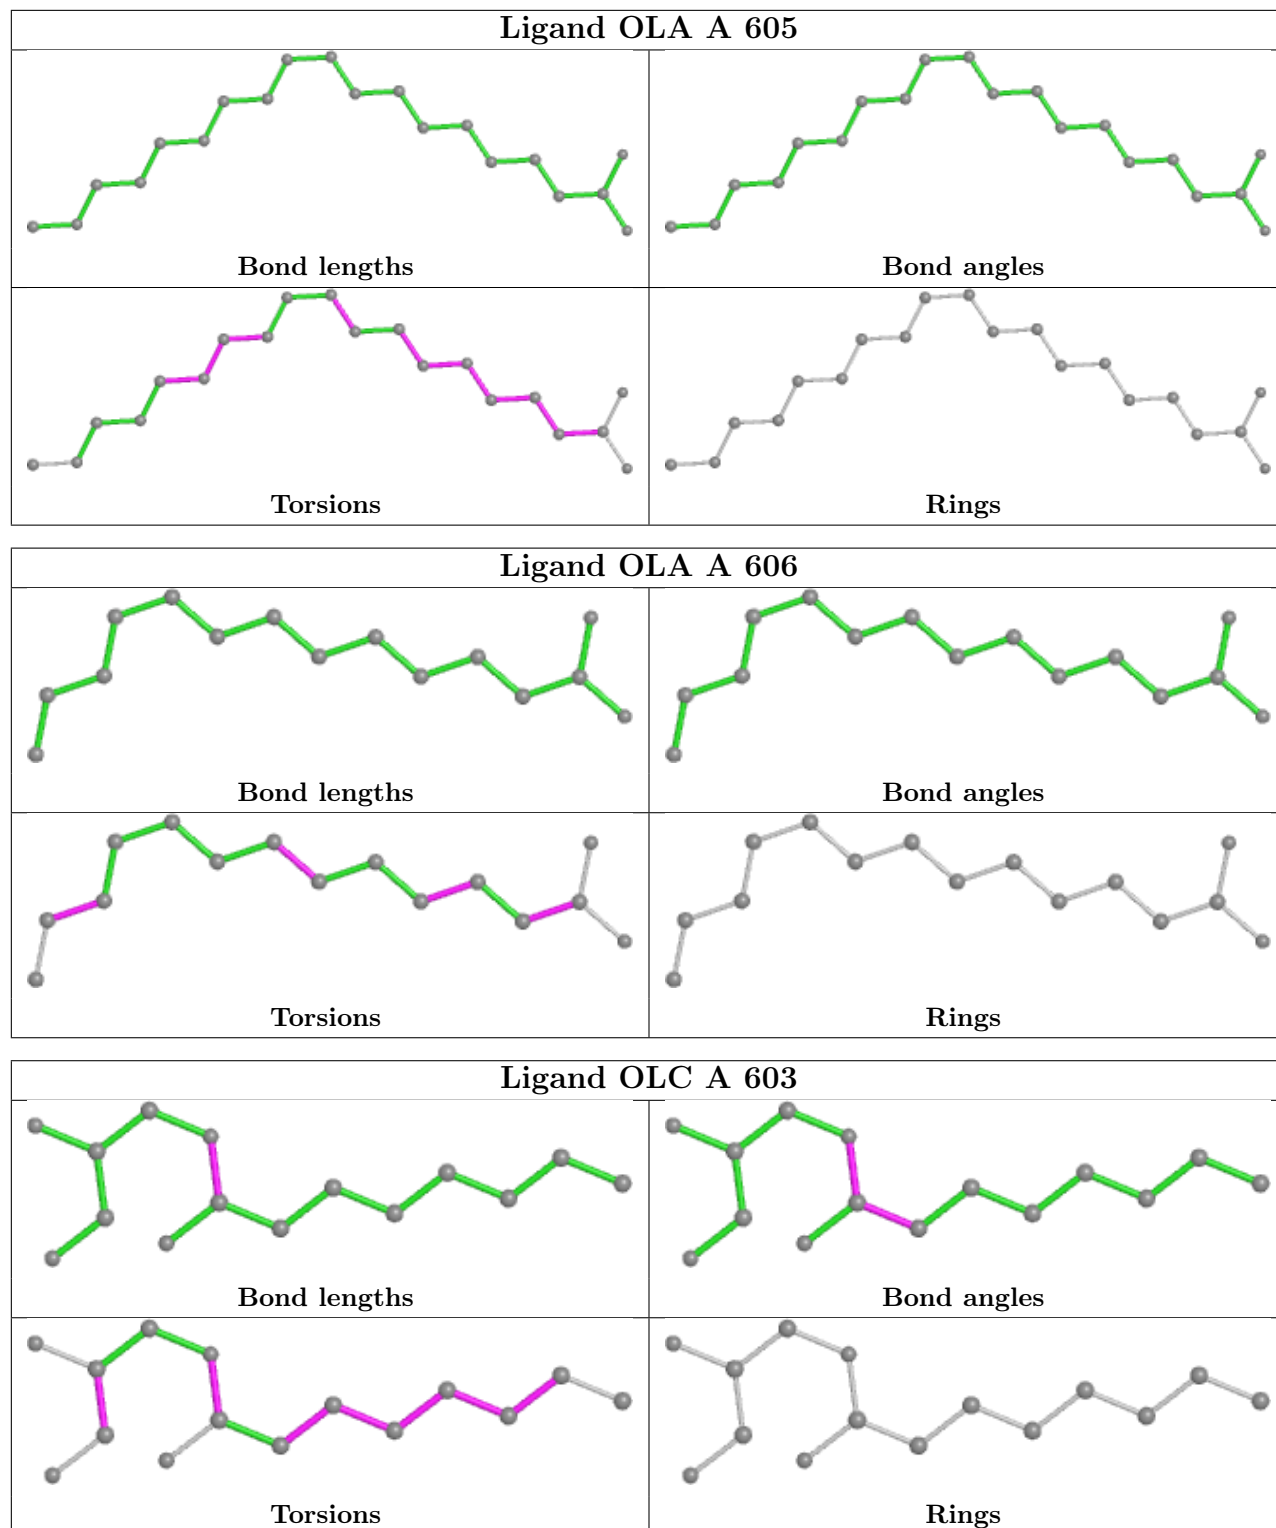 Ligand OLA A 605
Bond lengths
Bond angles
Torsions
Rings
Ligand OLA A 606
Bond lengths
Bond angles
Torsions
Rings
Ligand OLC A 603
Bond lengths
Bond angles
Torsions
Rings